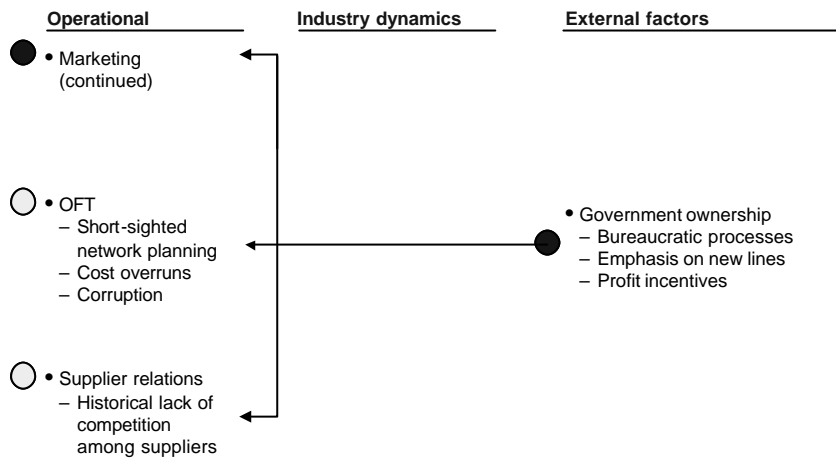 Operational
Industry dynamics
External factors
• Marketing
(continued)
• OFT
– Short-sighted
network planning
– Cost overruns
– Corruption
• Supplier relations
– Historical lack of
competition
among suppliers
• Government ownership
– Bureaucratic processes
– Emphasis on new lines
– Profit incentives